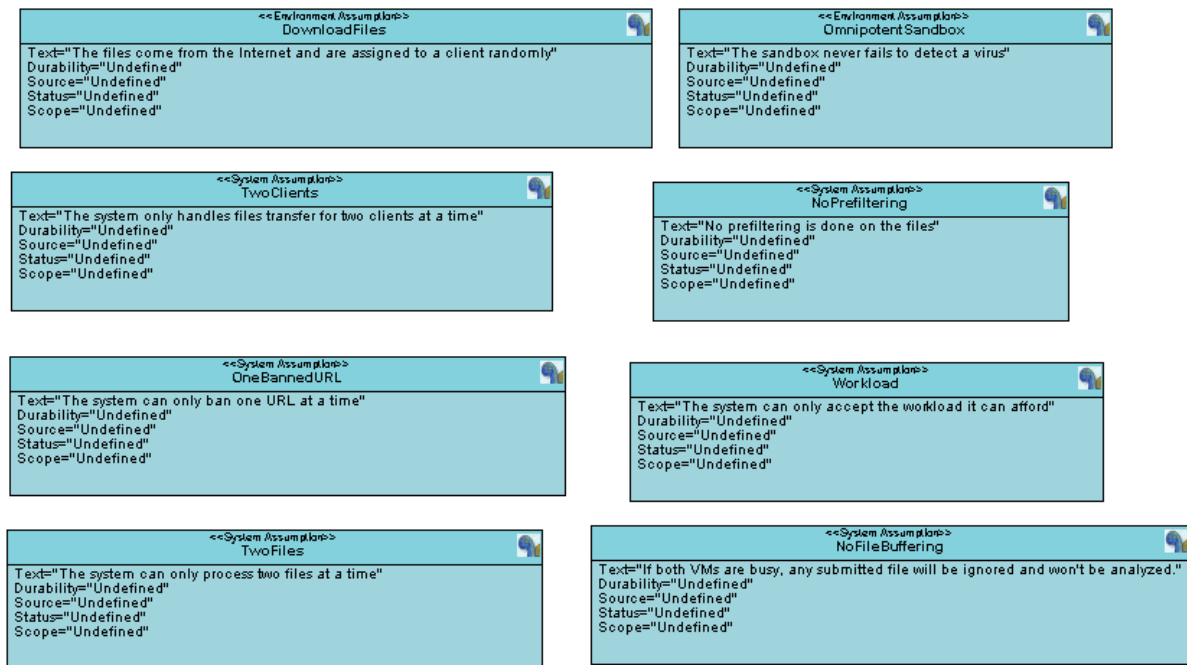 <<Environment Assumption>>
DownloadFiles
Text="The files come from the Internet and are assigned to a client randomly"
Durability="Undefined"
Source="Undefined"
Status="Undefined"
Scope="Undefined"
<<Environment Assumption>>
OmnipotentSandbox
Text="The sandbox never fails to detect a virus"
Durability="Undefined"
Source="Undefined"
Status="Undefined"
Scope="Undefined"
<<System Assumption>>
TwoClients
Text="The system only handles files transfer for two clients at a time"
Durability="Undefined"
Source="Undefined"
Status="Undefined"
Scope="Undefined"
<<System Assumption>>
NoPrefiltering
Text="No prefiltering is done on the files"
Durability="Undefined"
Source="Undefined"
Status="Undefined"
Scope="Undefined"
<<System Assumption>>
OneBannedURL
Text="The system can only ban one URL at a time"
Durability="Undefined"
Source="Undefined"
Status="Undefined"
Scope="Undefined"
<<System Assumption>>
Workload
Text="The system can only accept the workload it can afford"
Durability="Undefined"
Source="Undefined"
Status="Undefined"
Scope="Undefined"
<<System Assumption>>
TwoFiles
Text="The system can only process two files at a time"
Durability="Undefined"
Source="Undefined"
Status="Undefined"
Scope="Undefined"
<<System Assumption>>
NoFileBuffering
Text="If both VMs are busy, any submitted file will be ignored and won't be analyzed."
Durability="Undefined"
Source="Undefined"
Status="Undefined"
Scope="Undefined"